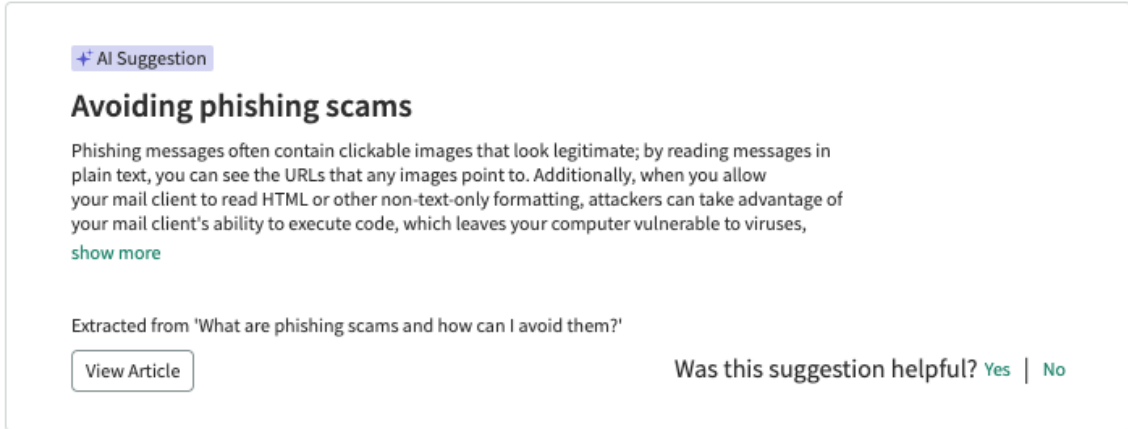 AI Suggestion
Avoiding phishing scams
Phishing messages often contain clickable images that look legitimate; by reading messages in
plain text, you can see the URLs that any images point to. Additionally, when you allow
your mail client to read HTML or other non-text-only formatting, attackers can take advantage of
your mail client's ability to execute code, which leaves your computer vulnerable to viruses,
show more
Extracted from 'What are phishing scams and how can I avoid them?'
View Article
Was this suggestion helpful? Yes | No